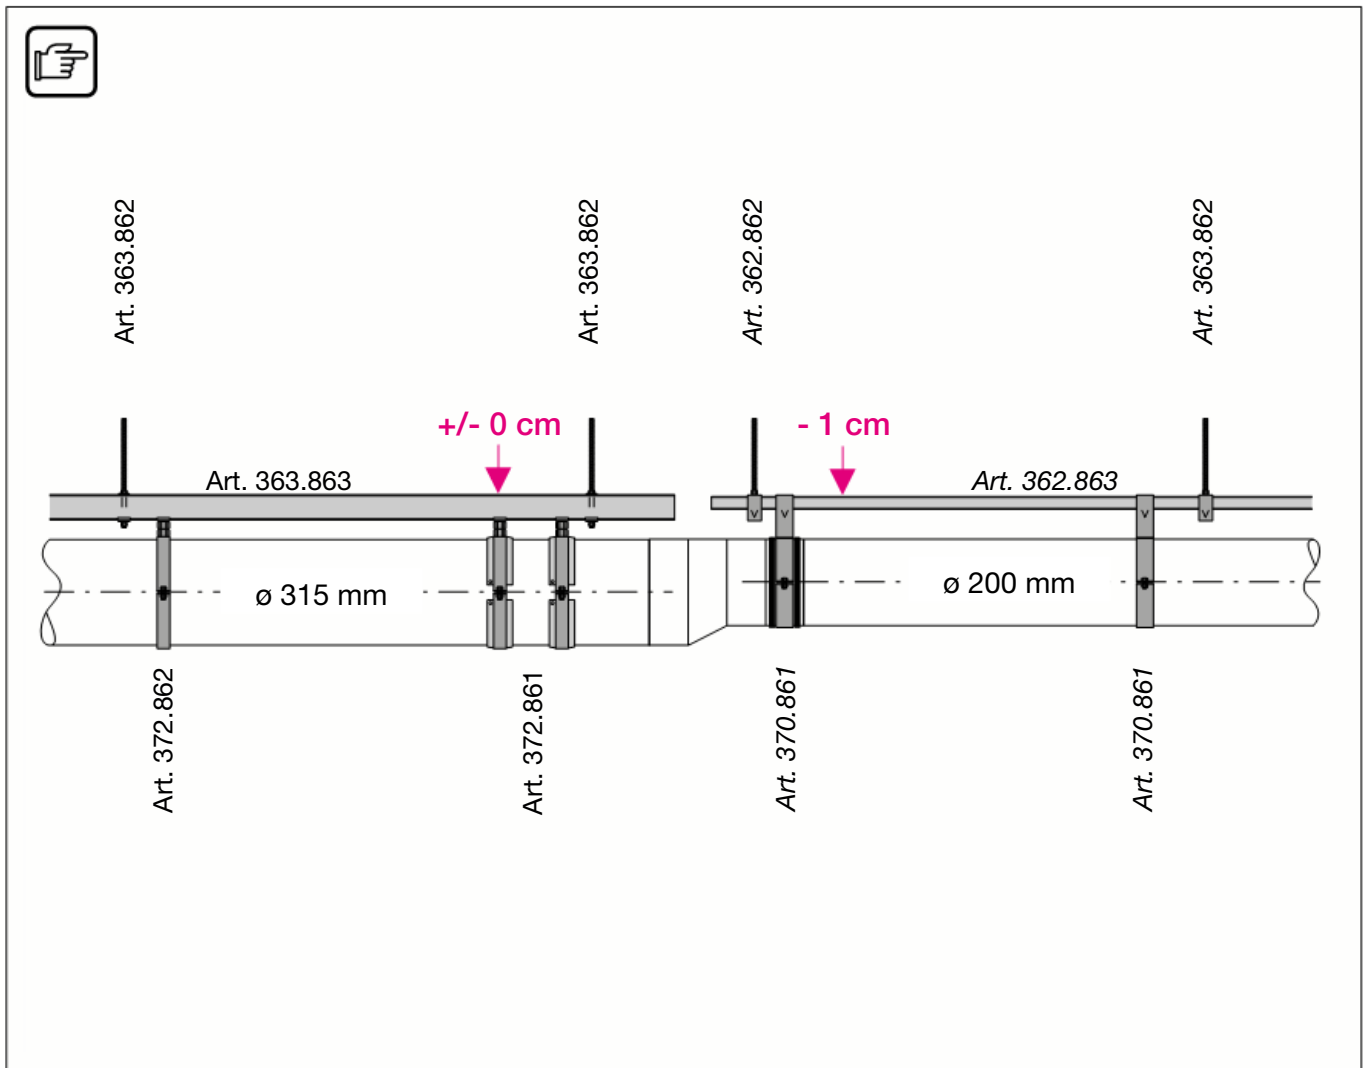 Art. 363.862
Art. 363.862
Art. 362.862
Art. 363.862
+/- 0 cm
- 1 cm
Art. 363.863
Art. 362.863
ø 315 mm
ø 200 mm
Art. 372.862
Art. 372.861
Art. 370.861
Art. 370.861